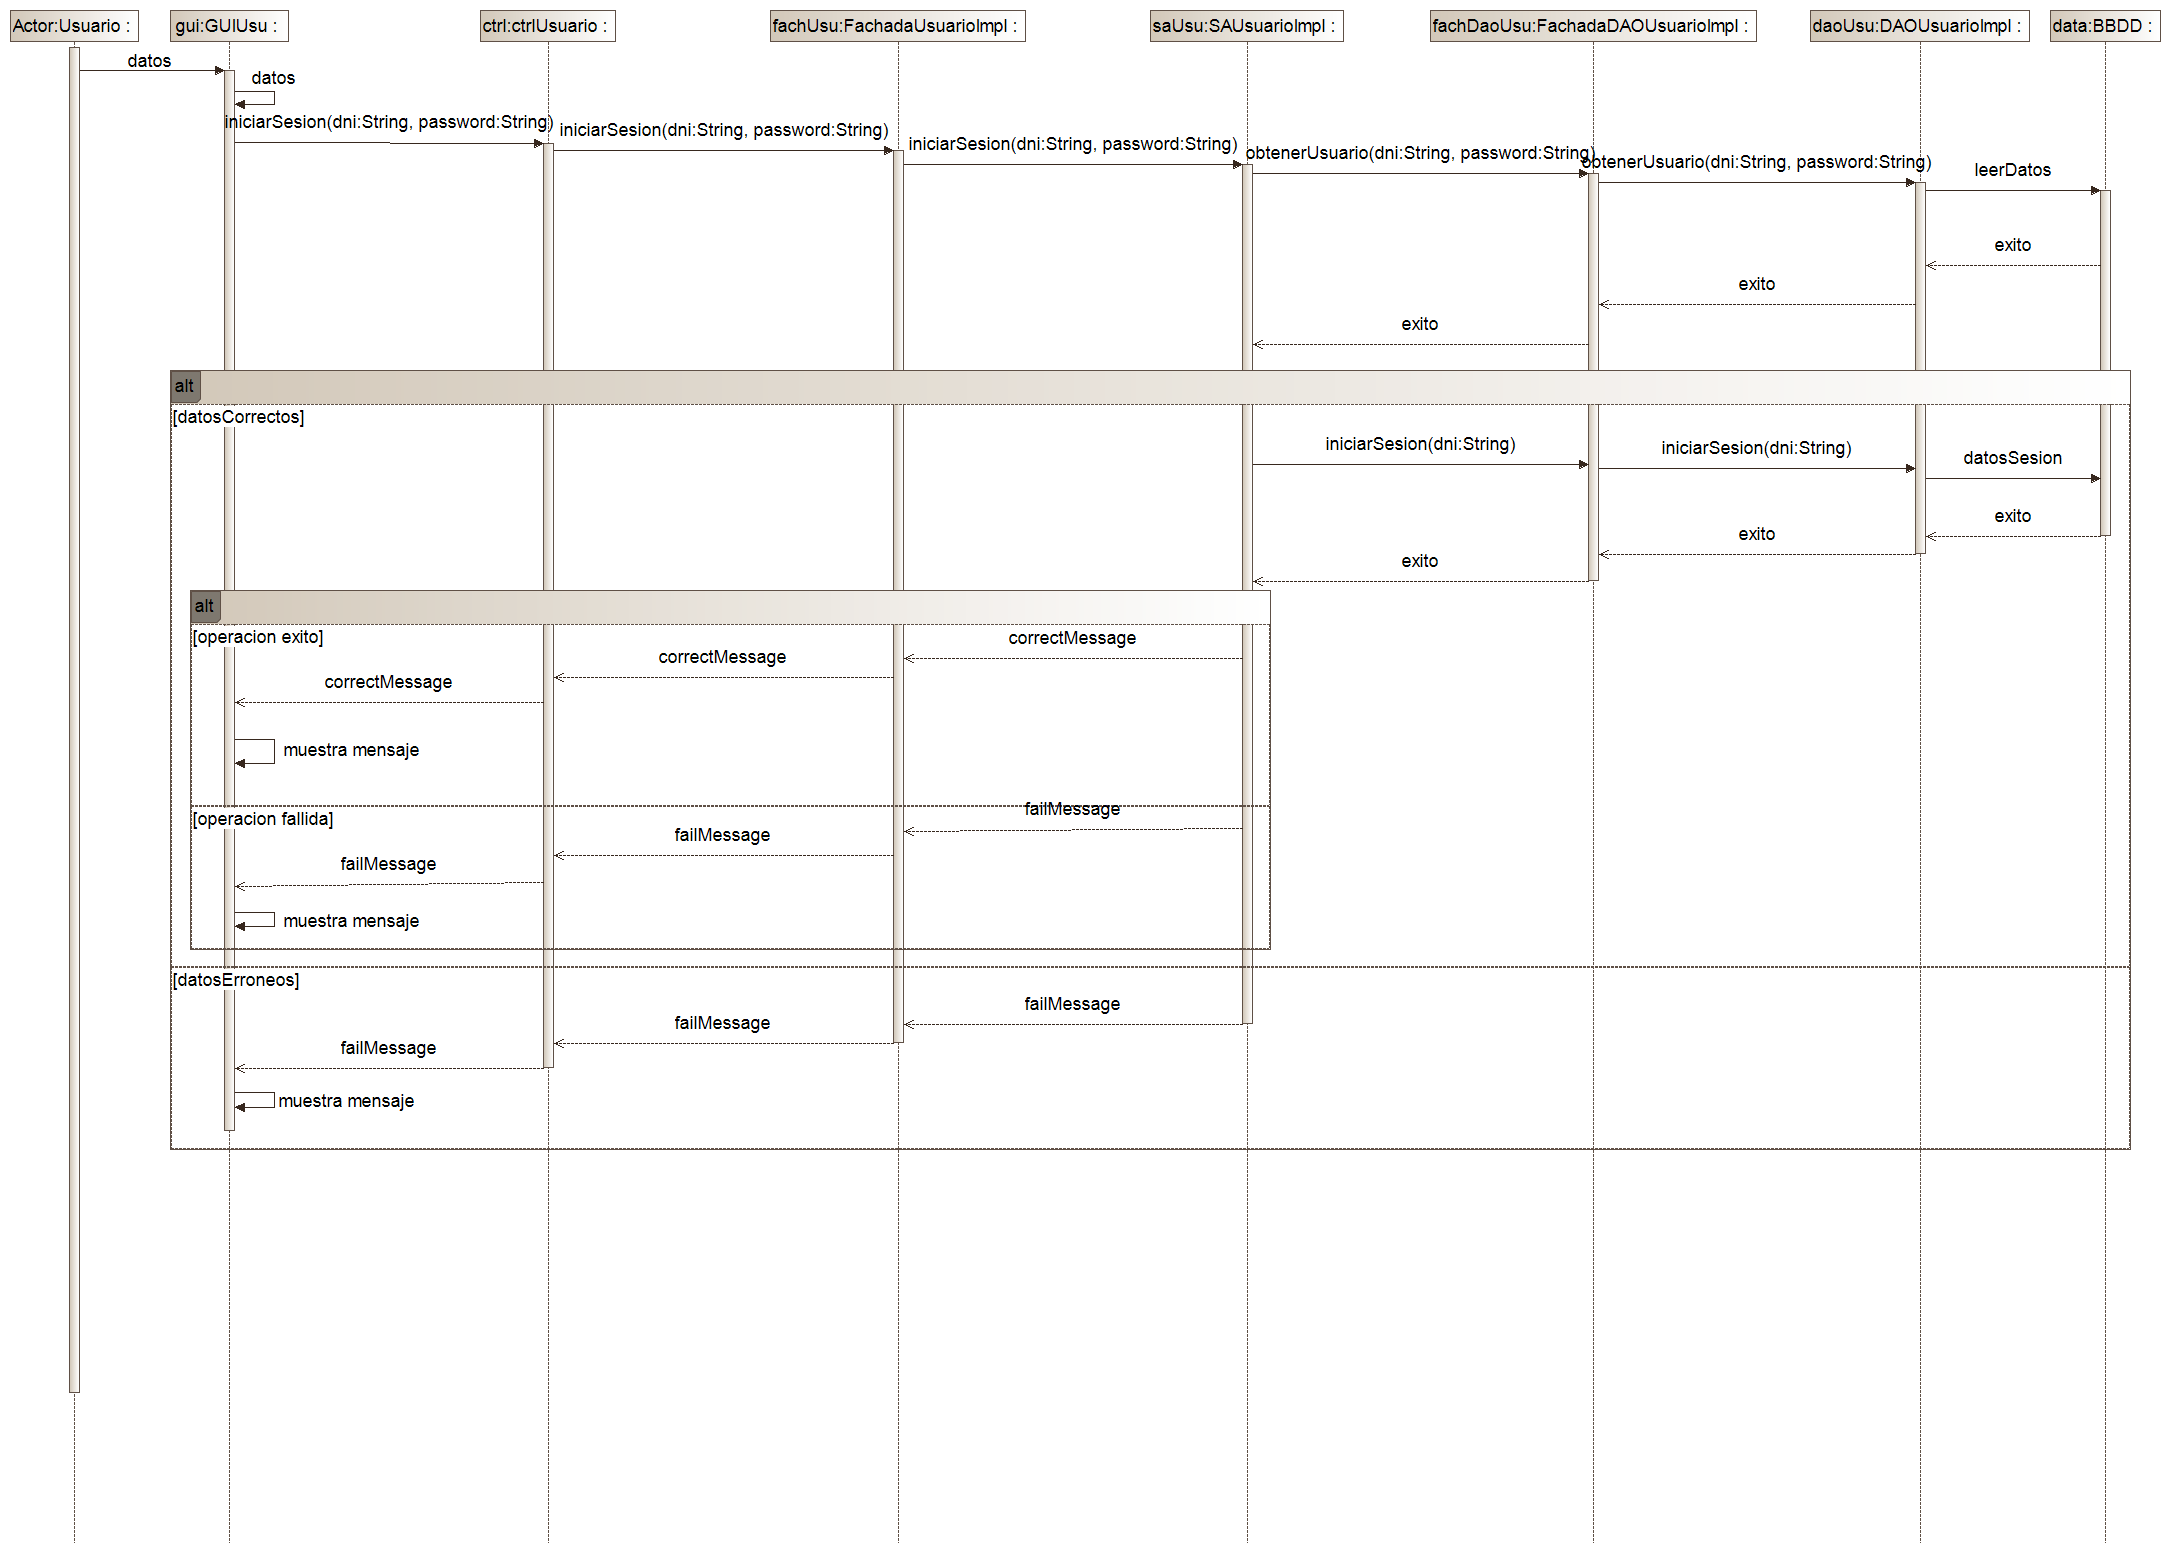 Actor:Usuario :
gui:GUIUsu :
ctrl:ctrlUsuario :
fachUsu:FachadaUsuarioImpl :
saUsu:SAUsuarioImpl :
fachDaoUsu:FachadaDAOUsuarioImpl :
daoUsu:DAOUsuarioImpl :
data:BBDD :
datos
datos
iniciarSesion(dni:String, password:String)
iniciarSesion(dni:String, password:String)
iniciarSesion(dni:String, password:String)
obtenerUsuario(dni:String, password:String)
obtenerUsuario(dni:String, password:String)
leerDatos
exito
exito
exito
alt
[datosCorrectos]
iniciarSesion(dni:String)
iniciarSesion(dni:String)
datosSesion
exito
exito
exito
alt
[operacion exito]
correctMessage
correctMessage
correctMessage
muestra mensaje
[operacion fallida]
failMessage
failMessage
failMessage
muestra mensaje
[datosErroneos]
failMessage
failMessage
failMessage
muestra mensaje